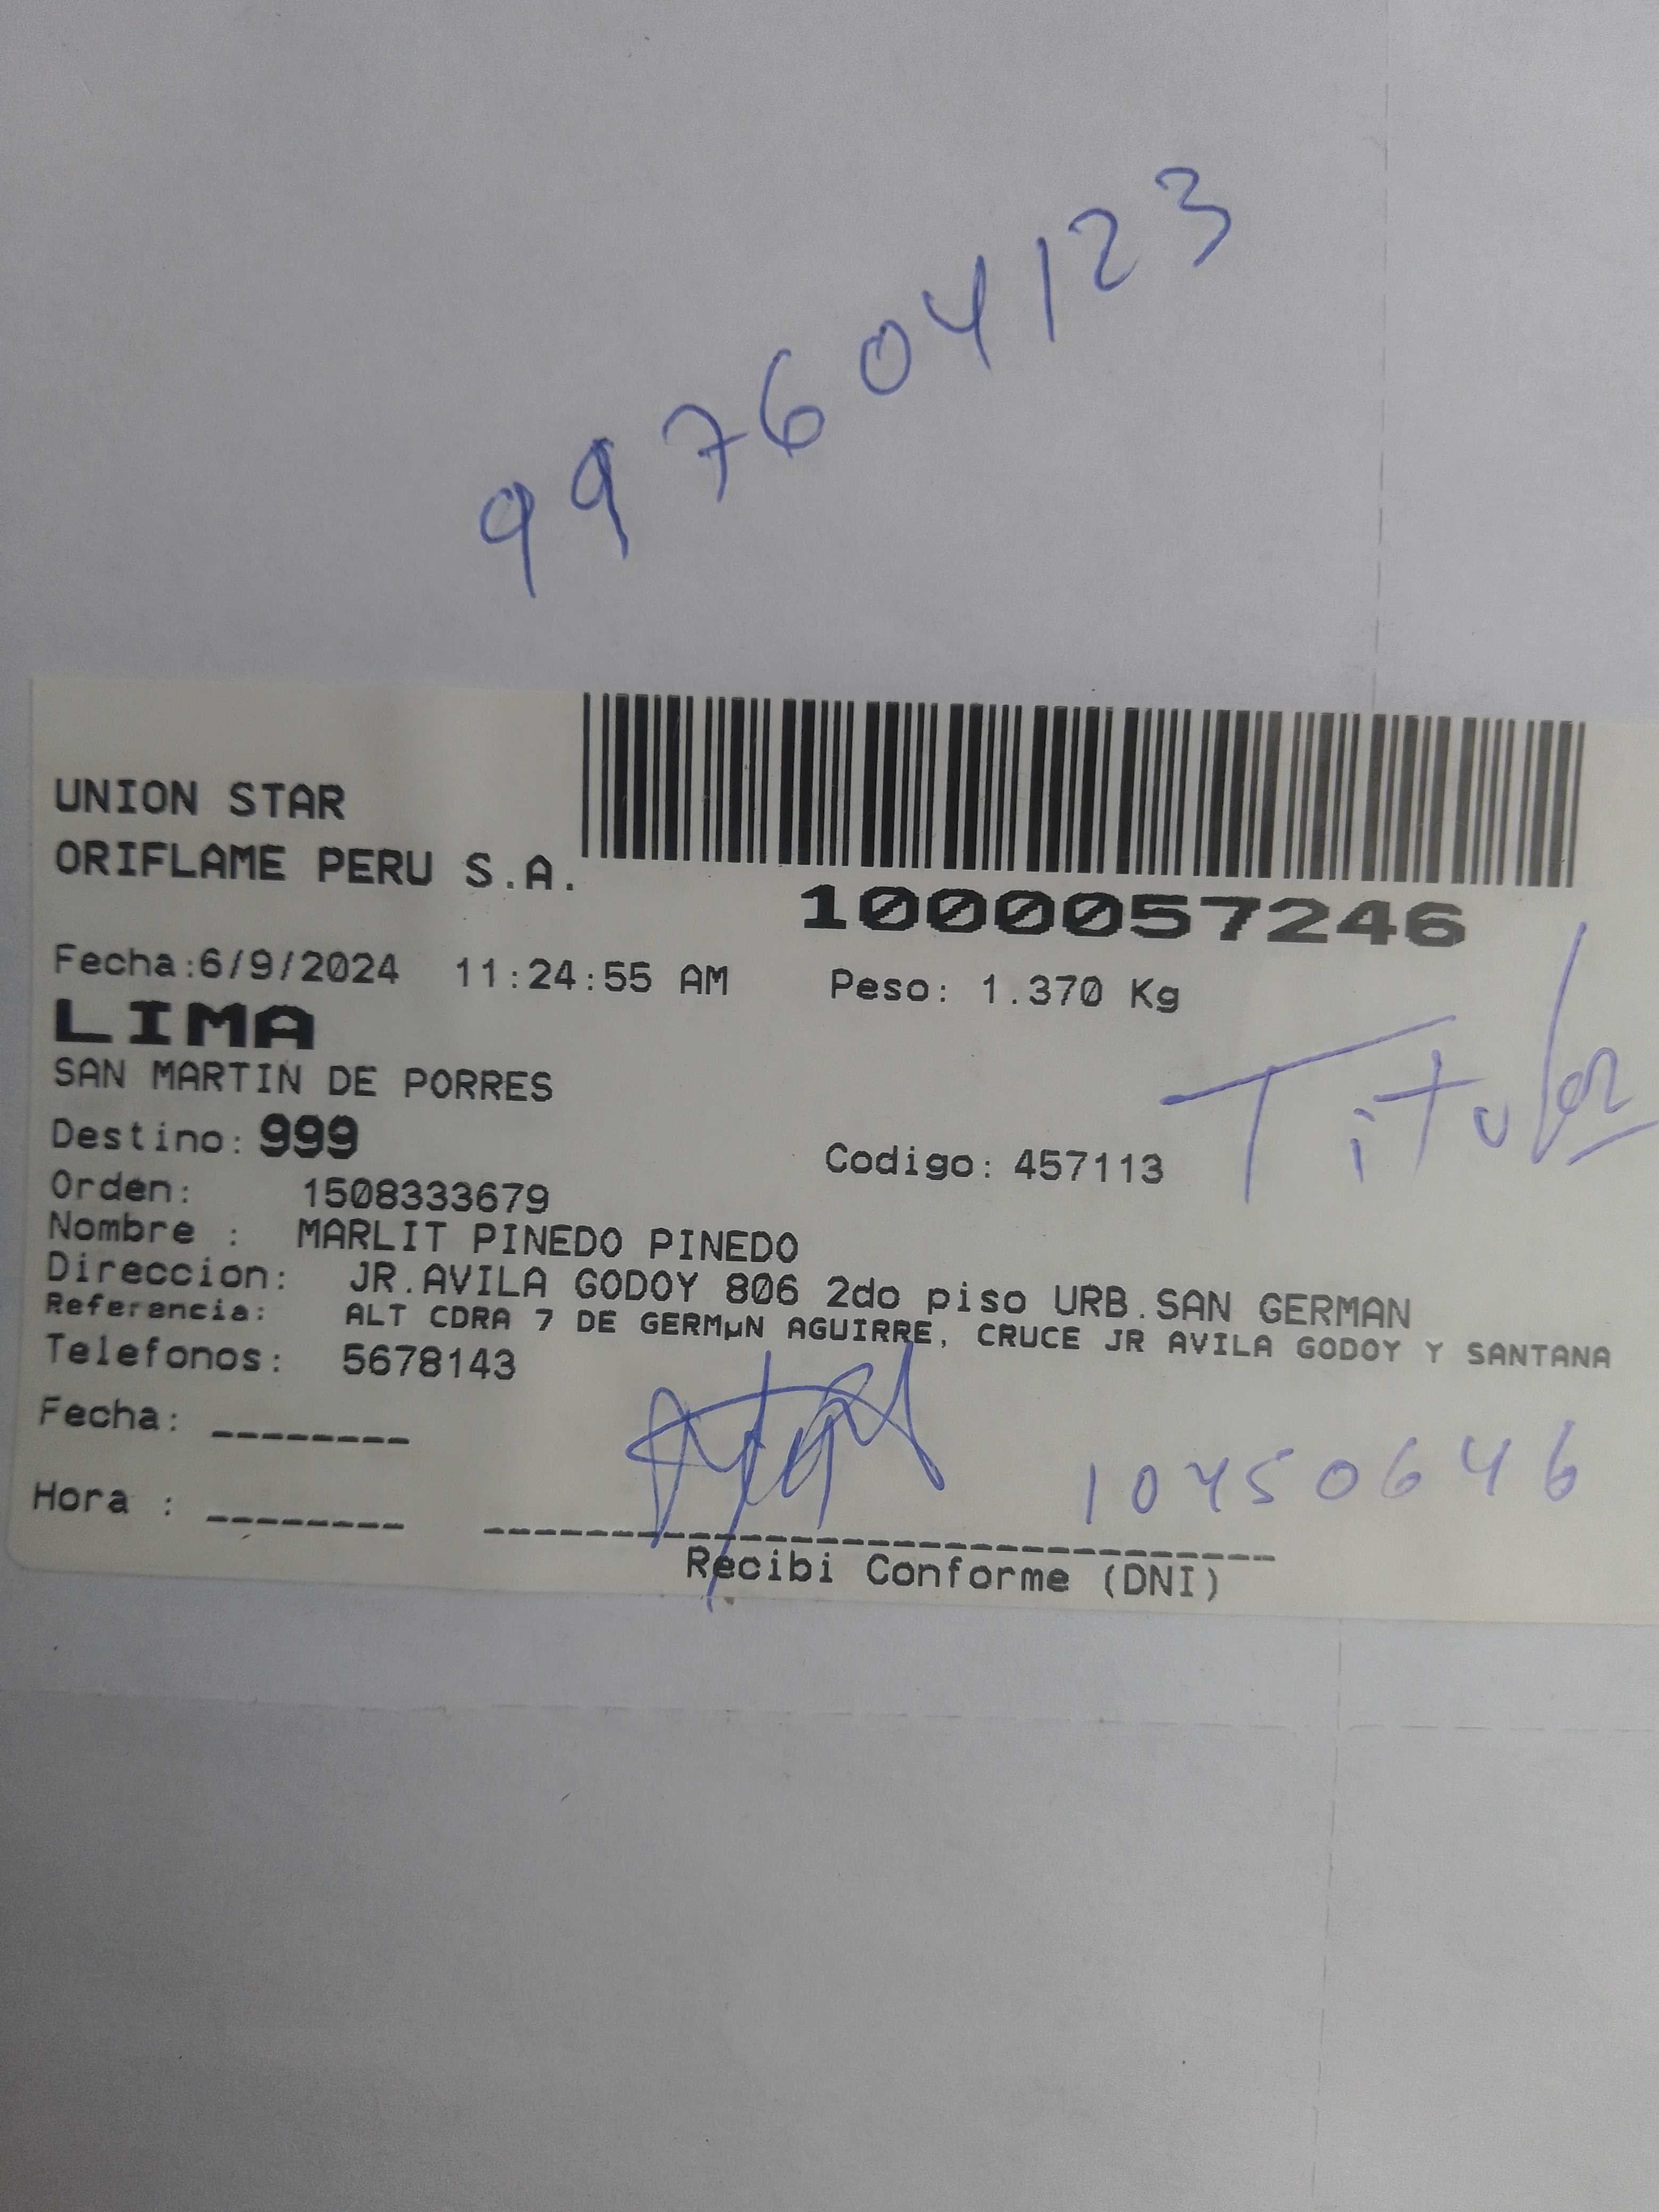 997604123
UNION STAR
ORIFLAME PERU S.A.
1000057246
Fecha:6/9/2024 11:24:55 AM Peso: 1.370 Kg
LIMA
SAN MARTIN DE PORRES
Titular
Destino: 999 Codigo: 457113
Orden: 1508333679
Nombre : MARLIT PINEDO PINEDO
Direccion: JR.AVILA GODOY 806 2do piso URB.SAN GERMAN
Referencia: ALT CDRA 7 DE GERMµN AGUIRRE, CRUCE JR AVILA GODOY Y SANTANA
Telefonos: 5678143
Fecha: ________
10450646
Hora : ________
Recibi Conforme (DNI)